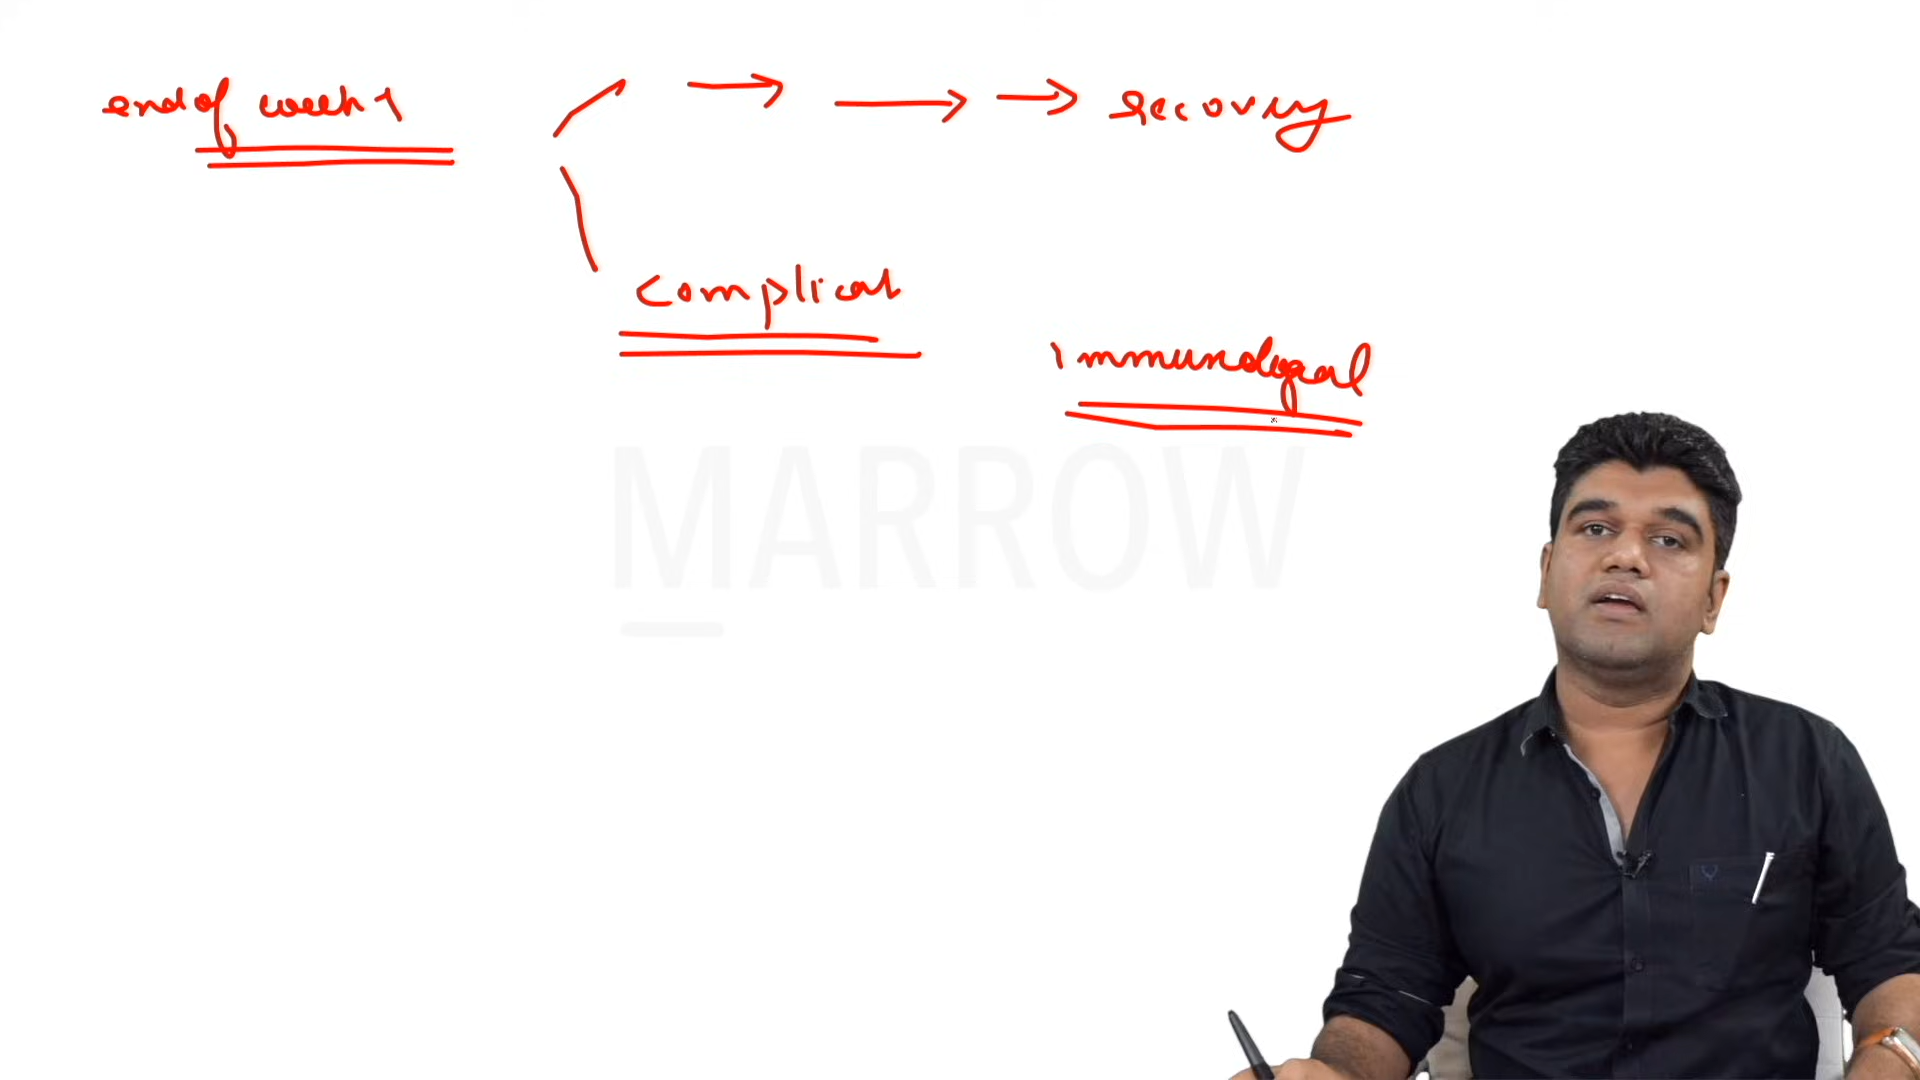 end of week 1
recovery
complicat
immunological
MARROW